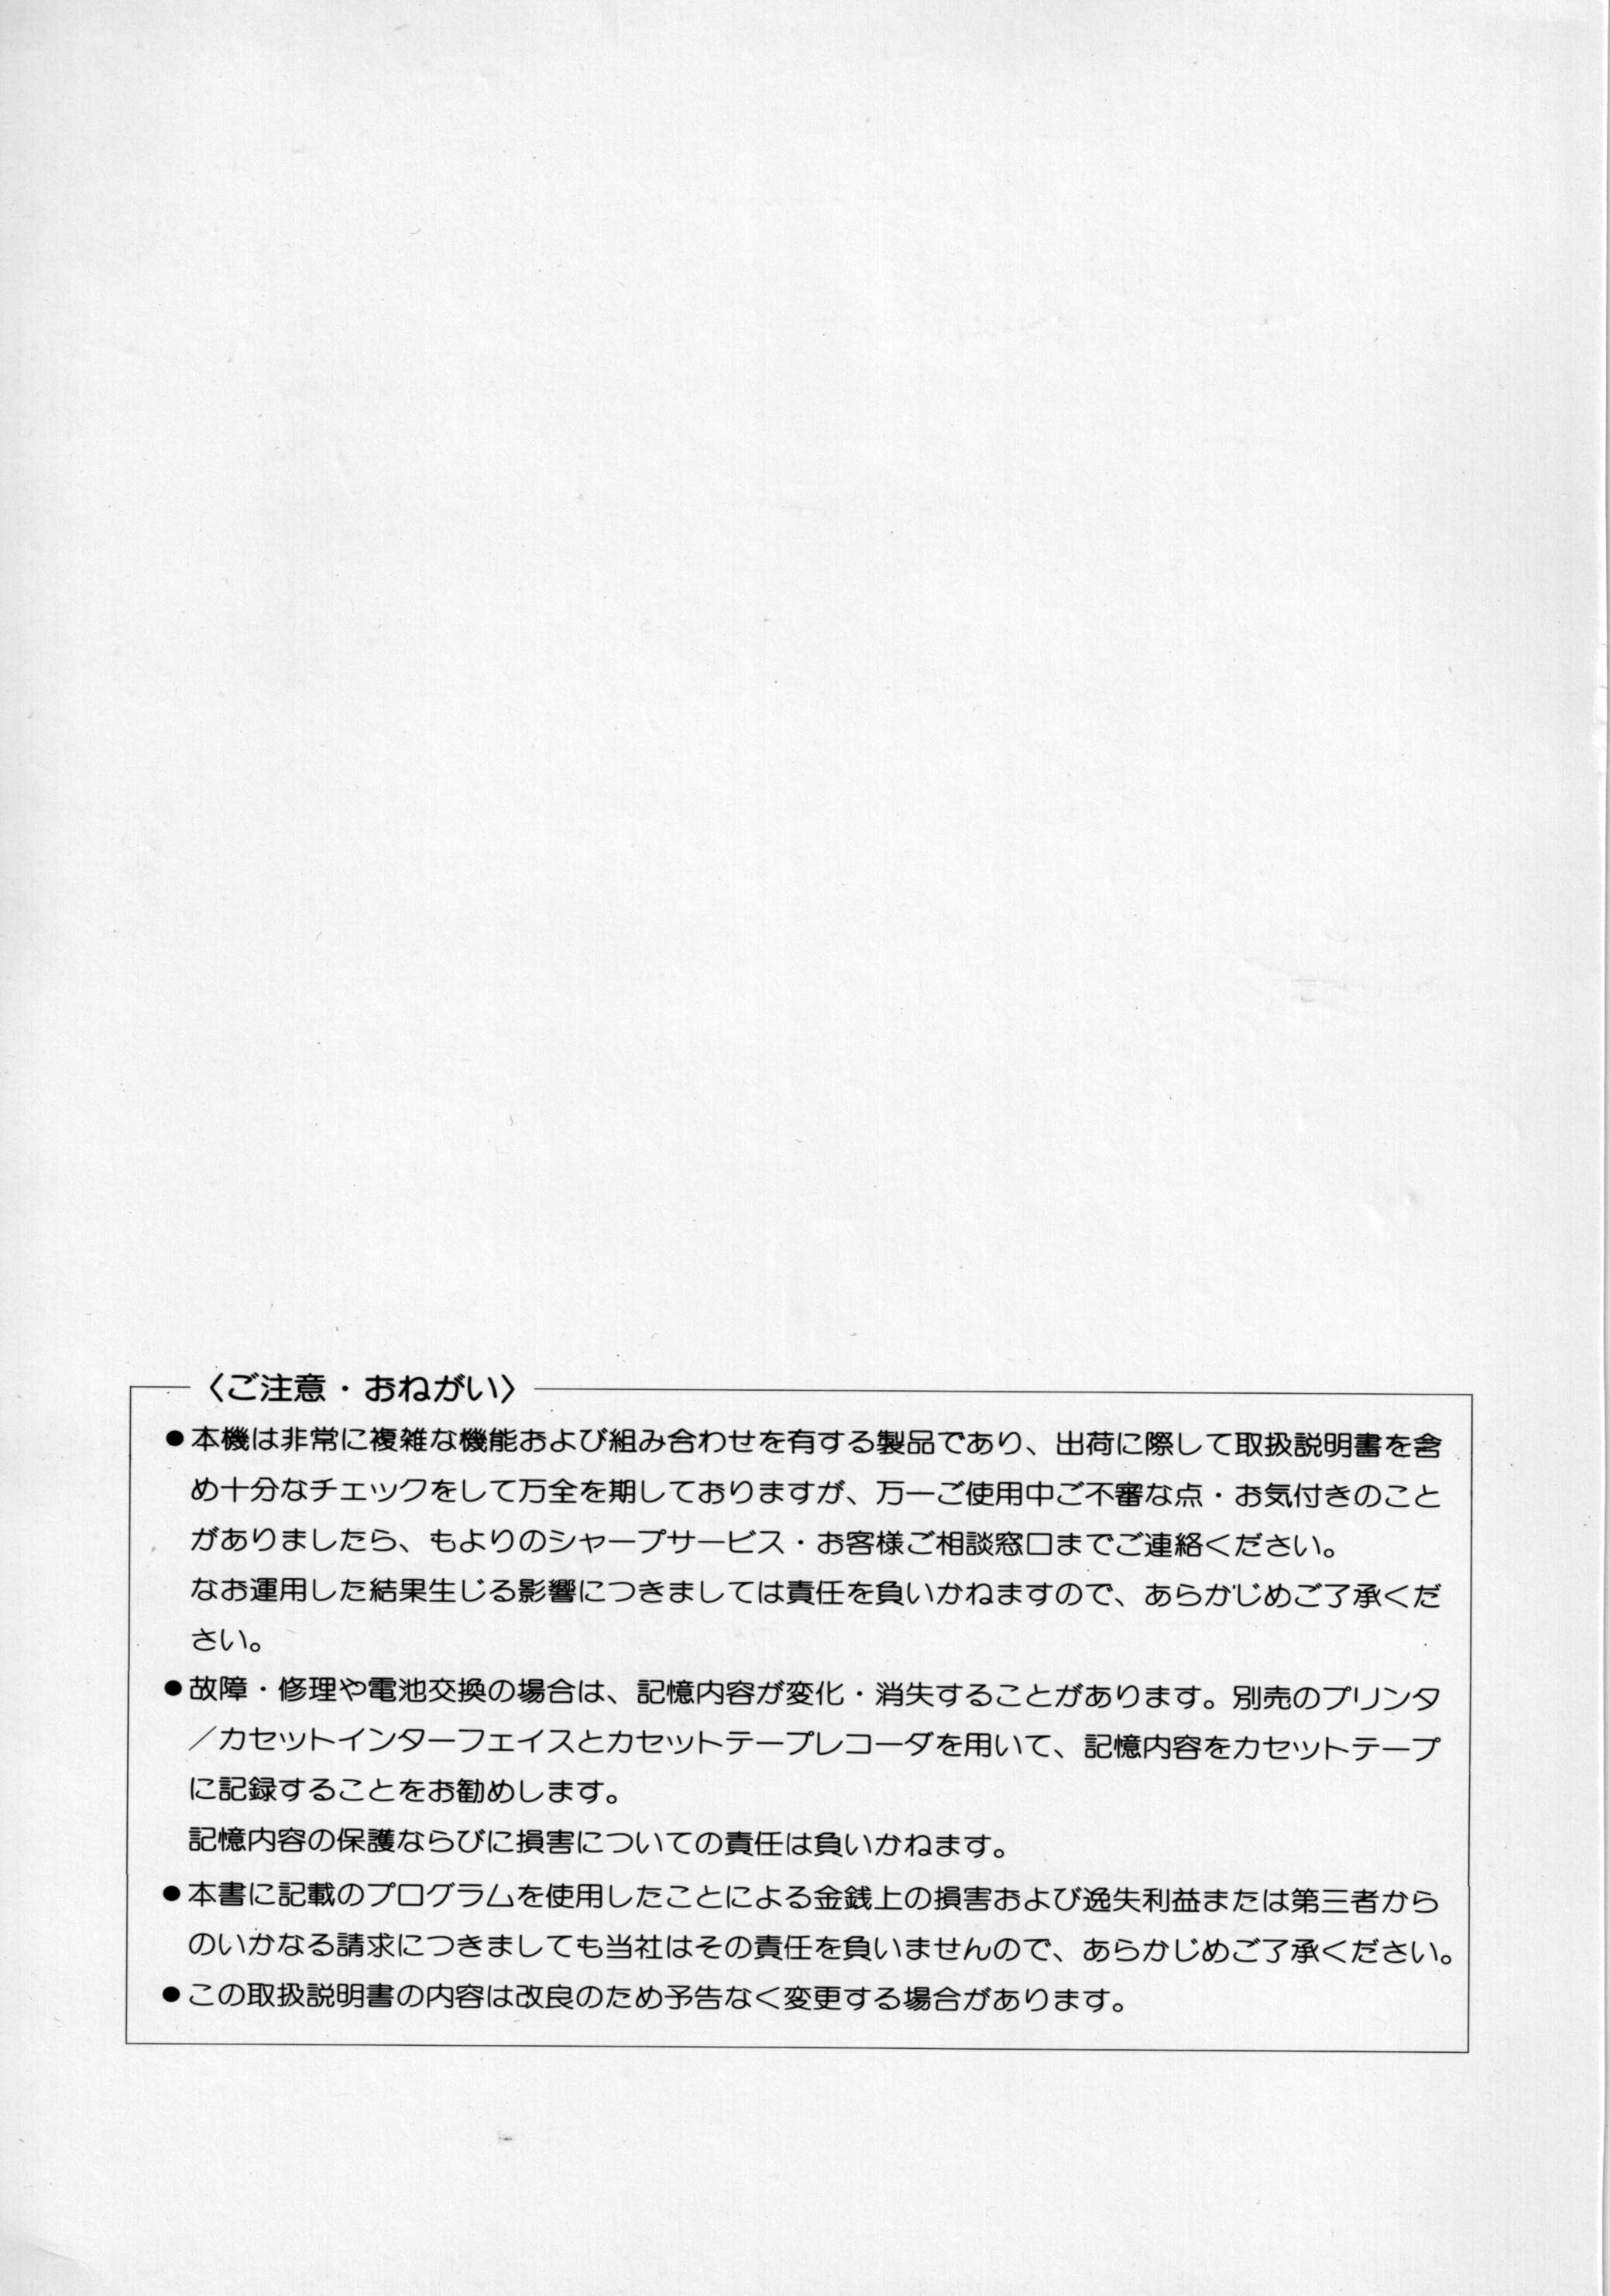 〈ご注意・おねがい〉
●本機は非常に複雑な機能および組み合わせを有する製品であり、出荷に際して取扱説明書を含
め十分なチェックをして万全を期しておりますが、万一ご使用中ご不審な点・お気付きのこと
がありましたら、もよりのシャープサービス・お客様ご相談窓口までご連絡ください。
なお運用した結果生じる影響につきましては責任を負いかねますので、あらかじめご了承くだ
さい。
●故障・修理や電池交換の場合は、記憶内容が変化・消失することがあります。別売のプリンタ
／カセットインターフェイスとカセットテープレコーダを用いて、記憶内容をカセットテープ
に記録することをお勧めします。
記憶内容の保護ならびに損害についての責任は負いかねます。
●本書に記載のプログラムを使用したことによる金銭上の損害および逸失利益または第三者から
のいかなる請求につきましても当社はその責任を負いませんので、あらかじめご了承ください。
●この取扱説明書の内容は改良のため予告なく変更する場合があります。